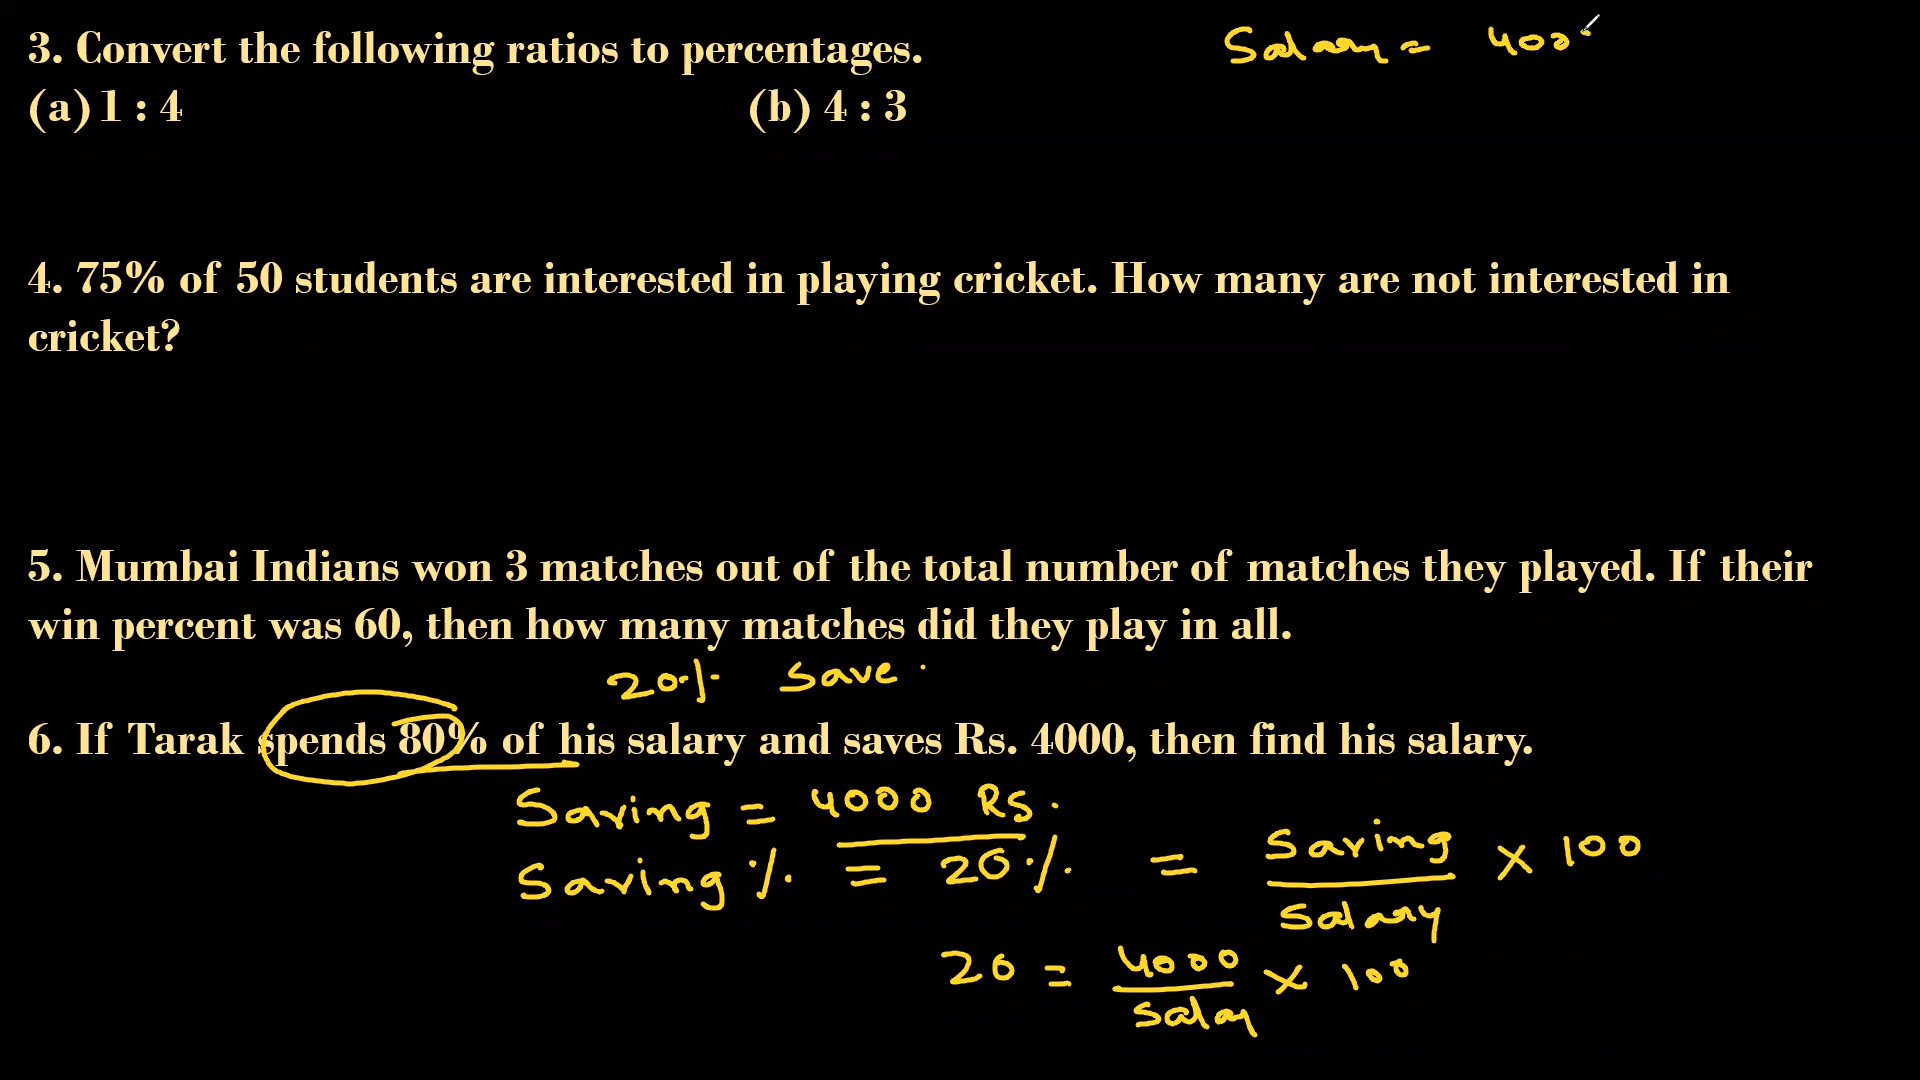 3. Convert the following ratios to percentages.
Salary = 4000
(a) 1 : 4 (b) 4 : 3
4. 75% of 50 students are interested in playing cricket. How many are not interested in
cricket?
5. Mumbai Indians won 3 matches out of the total number of matches they played. If their
win percent was 60, then how many matches did they play in all.
20% save.
6. If Tarak spends 80% of his salary and saves Rs. 4000, then find his salary.
Saving = 4000 Rs.
Saving % = 20% = Saving / Salary × 100
20 = 4000 / Salay × 100